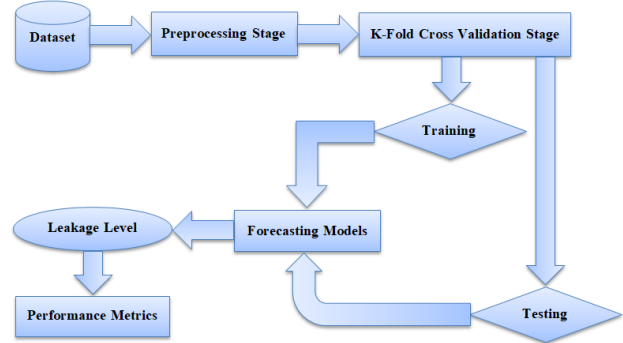 Dataset
Preprocessing Stage
K-Fold Cross Validation Stage
Training
Leakage Level
Forecasting Models
Performance Metrics
Testing